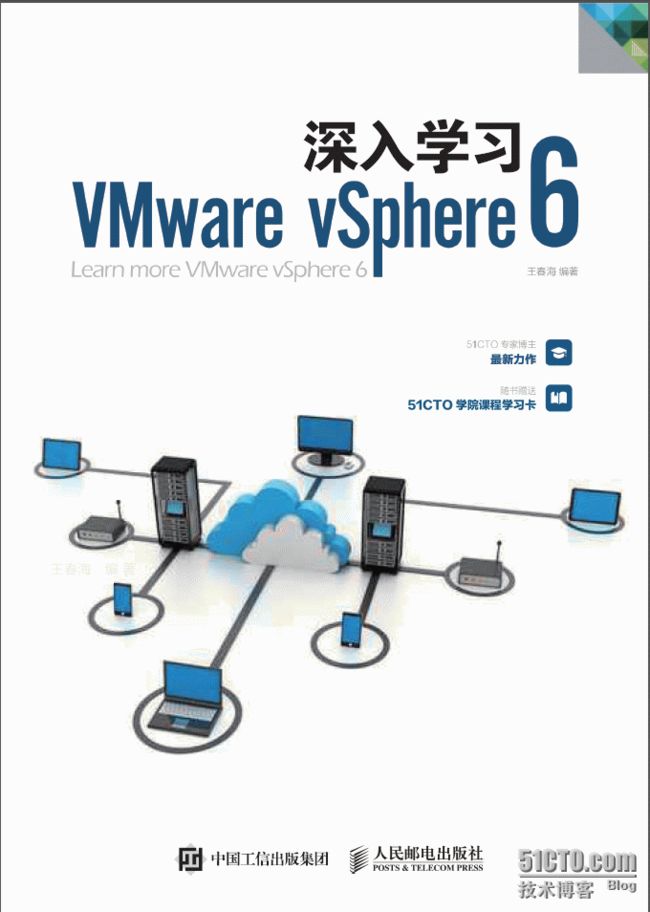 深入学习
VMware vSphere 6
Learn more VMware vSphere 6
王春海 编著
51CTO 专家博主
最新力作
随书赠送
51CTO 学院课程学习卡
王春海 编著
中国工信出版集团
人民邮电出版社
POSTS & TELECOM PRESS
51CTO.com
技术博客 Blog